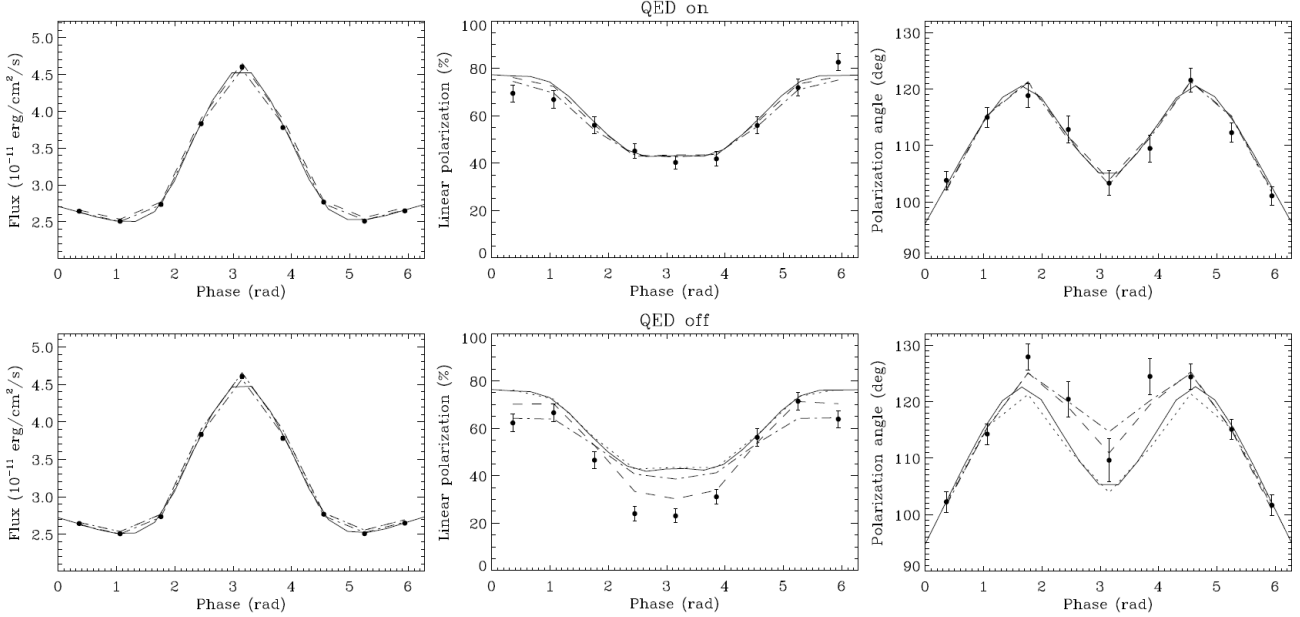 QED on
Flux (10⁻¹¹ erg/cm²/s)
5.0
4.5
4.0
3.5
3.0
2.5
0 1 2 3 4 5 6
Phase (rad)
Linear polarization (%)
100
80
60
40
20
0
0 1 2 3 4 5 6
Phase (rad)
Polarization angle (deg)
130
120
110
100
90
0 1 2 3 4 5 6
Phase (rad)
QED off
Flux (10⁻¹¹ erg/cm²/s)
5.0
4.5
4.0
3.5
3.0
2.5
0 1 2 3 4 5 6
Phase (rad)
Linear polarization (%)
100
80
60
40
20
0
0 1 2 3 4 5 6
Phase (rad)
Polarization angle (deg)
130
120
110
100
90
0 1 2 3 4 5 6
Phase (rad)